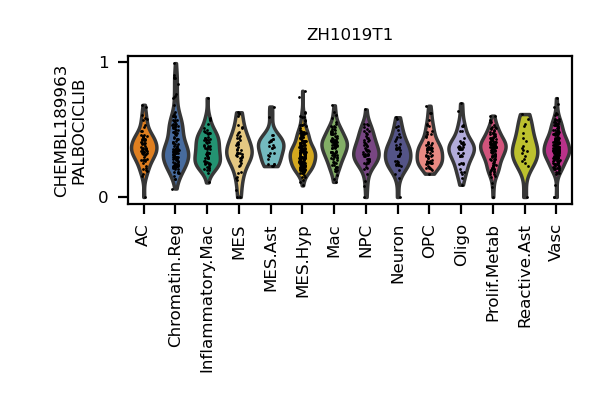 ZH1019T1
CHEMBL189963
PALBOCICLIB
1
0
AC
Chromatin.Reg
Inflammatory.Mac
MES
MES.Ast
MES.Hyp
Mac
NPC
Neuron
OPC
Oligo
Prolif.Metab
Reactive.Ast
Vasc